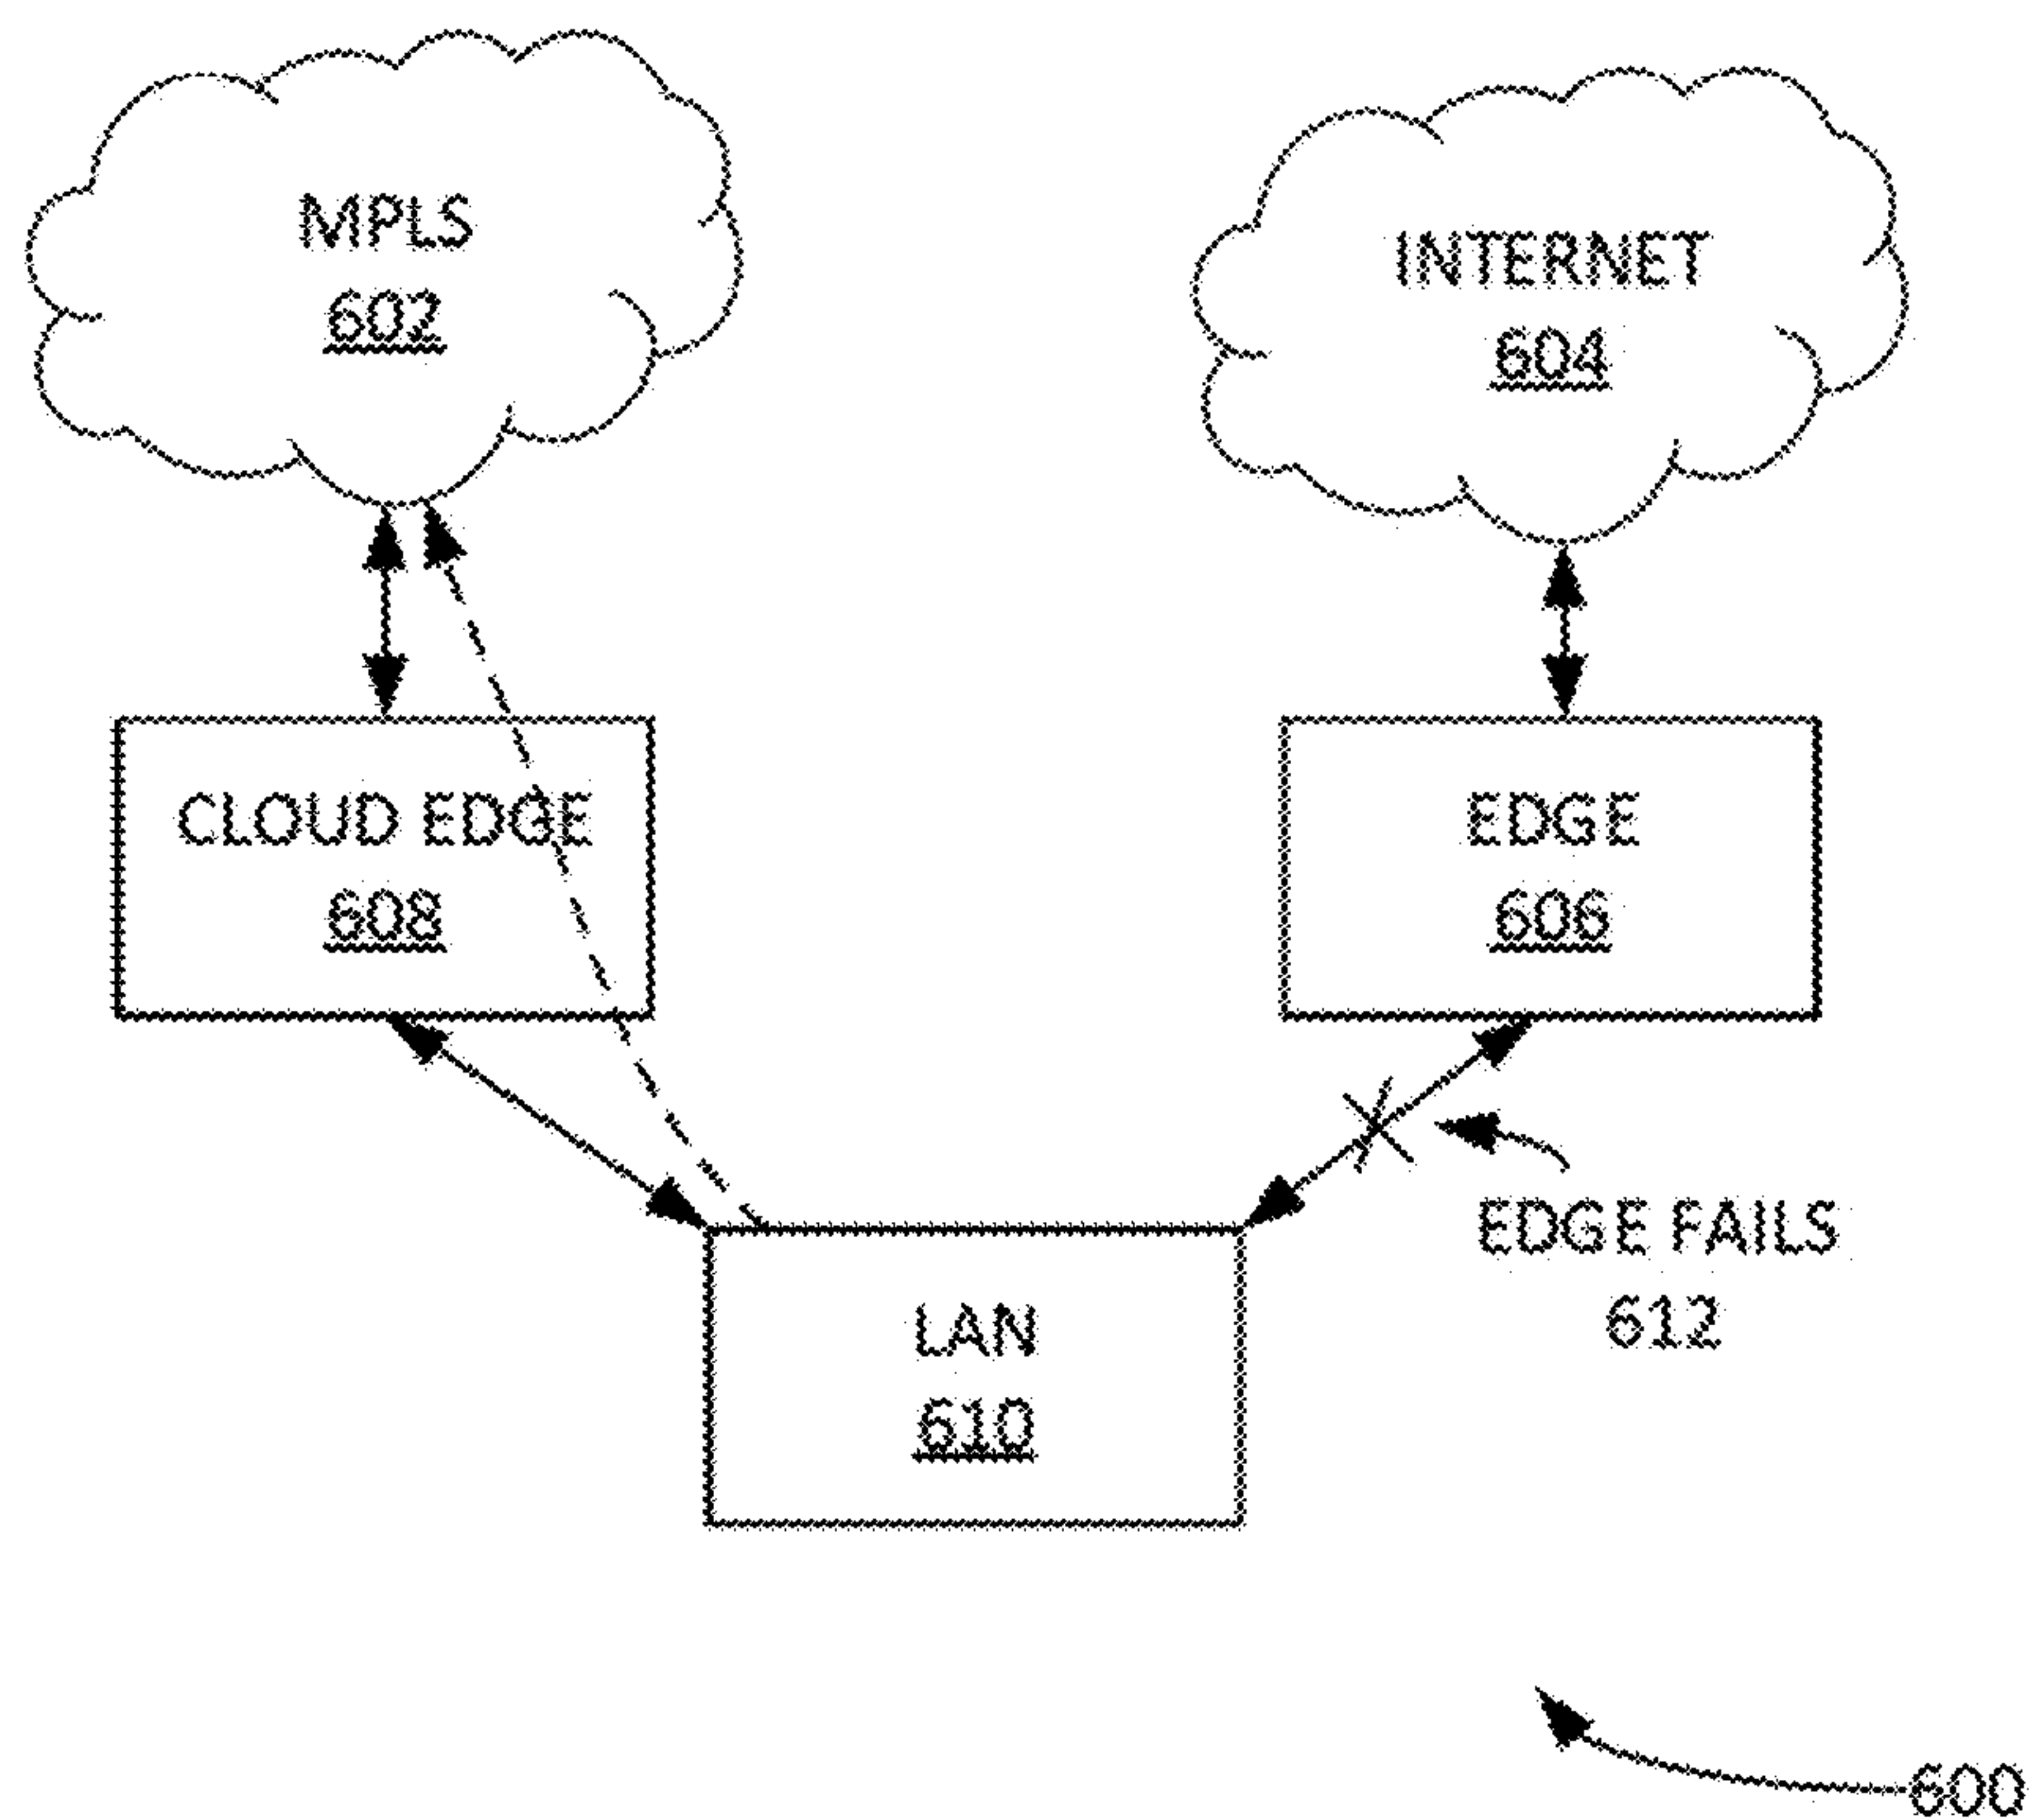 MPLS
602
INTERNET
604
CLOUD EDGE
608
EDGE
606
EDGE FAILS
612
LAN
610
600